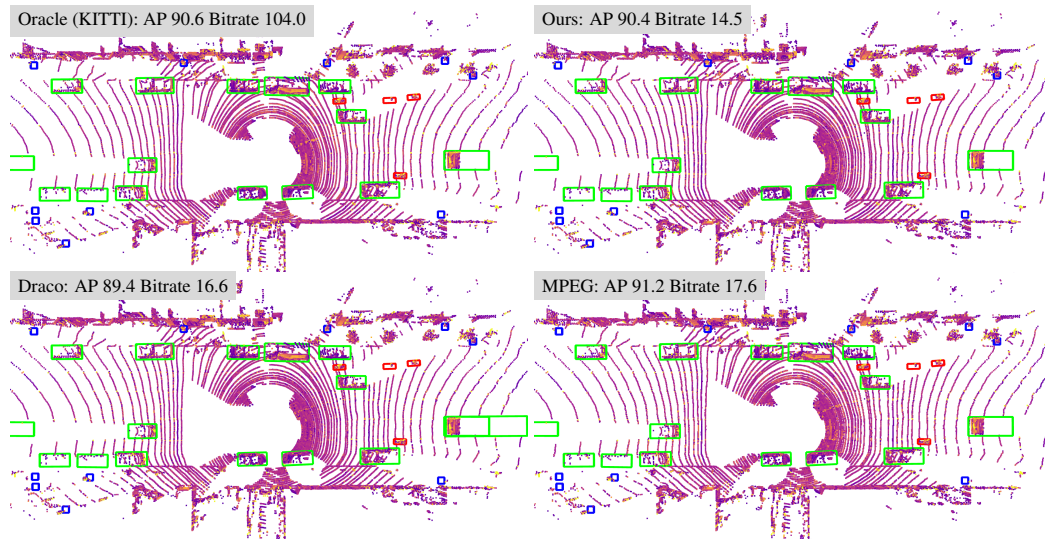 Oracle (KITTI): AP 90.6 Bitrate 104.0
Ours: AP 90.4 Bitrate 14.5
Draco: AP 89.4 Bitrate 16.6
MPEG: AP 91.2 Bitrate 17.6